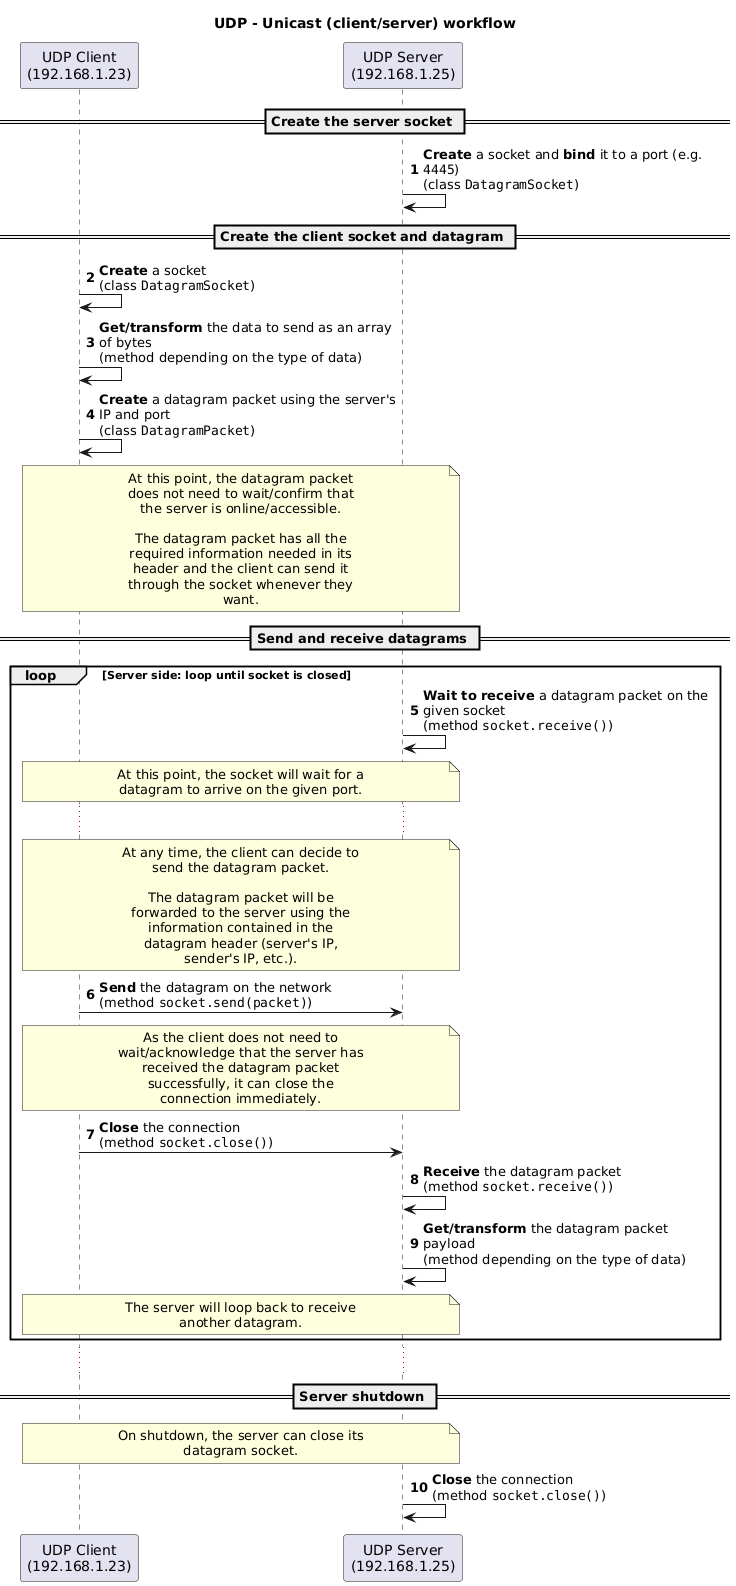 UDP - Unicast (client/server) workflow
UDP Client
(192.168.1.23)
UDP Server
(192.168.1.25)
Create the server socket
Create a socket and bind it to a port (e.g.
1 4445)
(class DatagramSocket)
Create the client socket and datagram
2 Create a socket
(class DatagramSocket)
Get/transform the data to send as an array
3 of bytes
(method depending on the type of data)
Create a datagram packet using the server's
4 IP and port
(class DatagramPacket)
At this point, the datagram packet
does not need to wait/confirm that
the server is online/accessible.
The datagram packet has all the
required information needed in its
header and the client can send it
through the socket whenever they
want.
Send and receive datagrams
loop [Server side: loop until socket is closed]
Wait to receive a datagram packet on the
5 given socket
(method socket.receive())
At this point, the socket will wait for a
datagram to arrive on the given port.
At any time, the client can decide to
send the datagram packet.
The datagram packet will be
forwarded to the server using the
information contained in the
datagram header (server's IP,
sender's IP, etc.).
6 Send the datagram on the network
(method socket.send(packet))
As the client does not need to
wait/acknowledge that the server has
received the datagram packet
successfully, it can close the
connection immediately.
7 Close the connection
(method socket.close())
8 Receive the datagram packet
(method socket.receive())
Get/transform the datagram packet
9 payload
(method depending on the type of data)
The server will loop back to receive
another datagram.
Server shutdown
On shutdown, the server can close its
datagram socket.
10 Close the connection
(method socket.close())
UDP Client
(192.168.1.23)
UDP Server
(192.168.1.25)